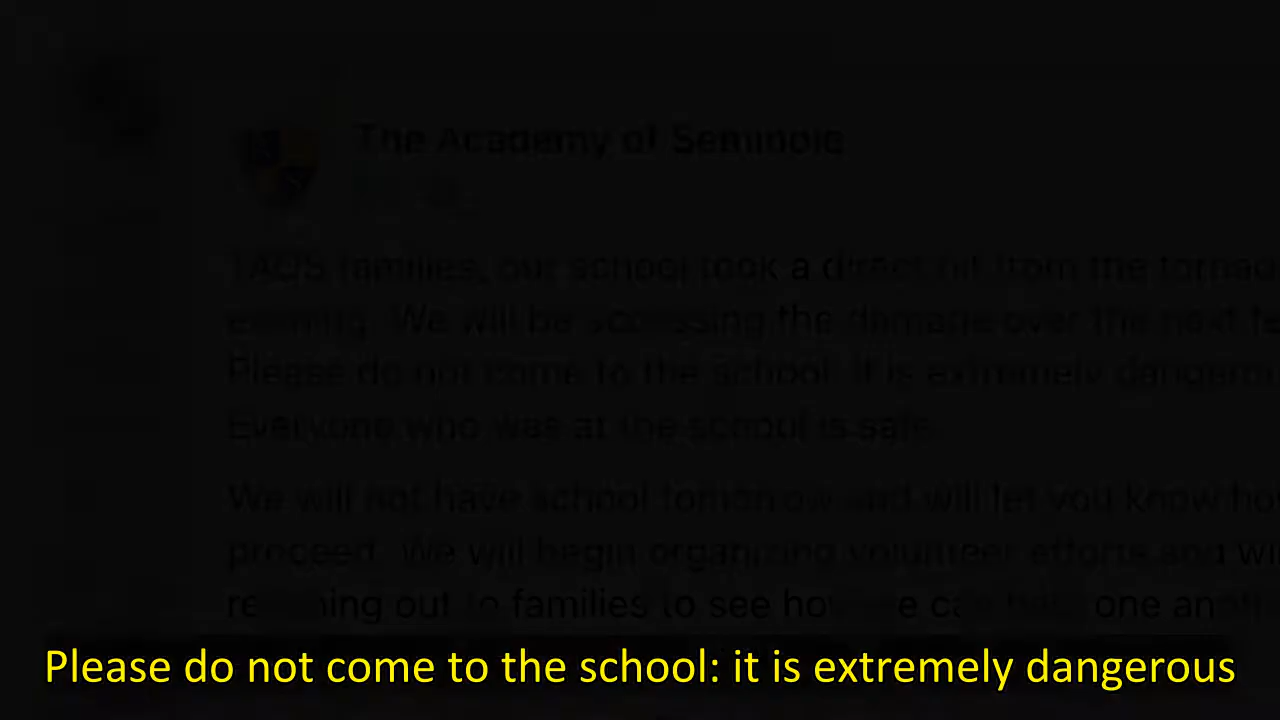 The Academy of Seminole
TAOS families, our school took a direct hit from the
evening. We will be accessing the damage over the next
Please do not come to the school: it is extremely
Everyone who was at the school is safe.
We will not have school tomorrow and will let you know
proceed. We will begin organizing volunteer efforts and
reaching out to families to see how we can help one
Please do not come to the school: it is extremely dangerous